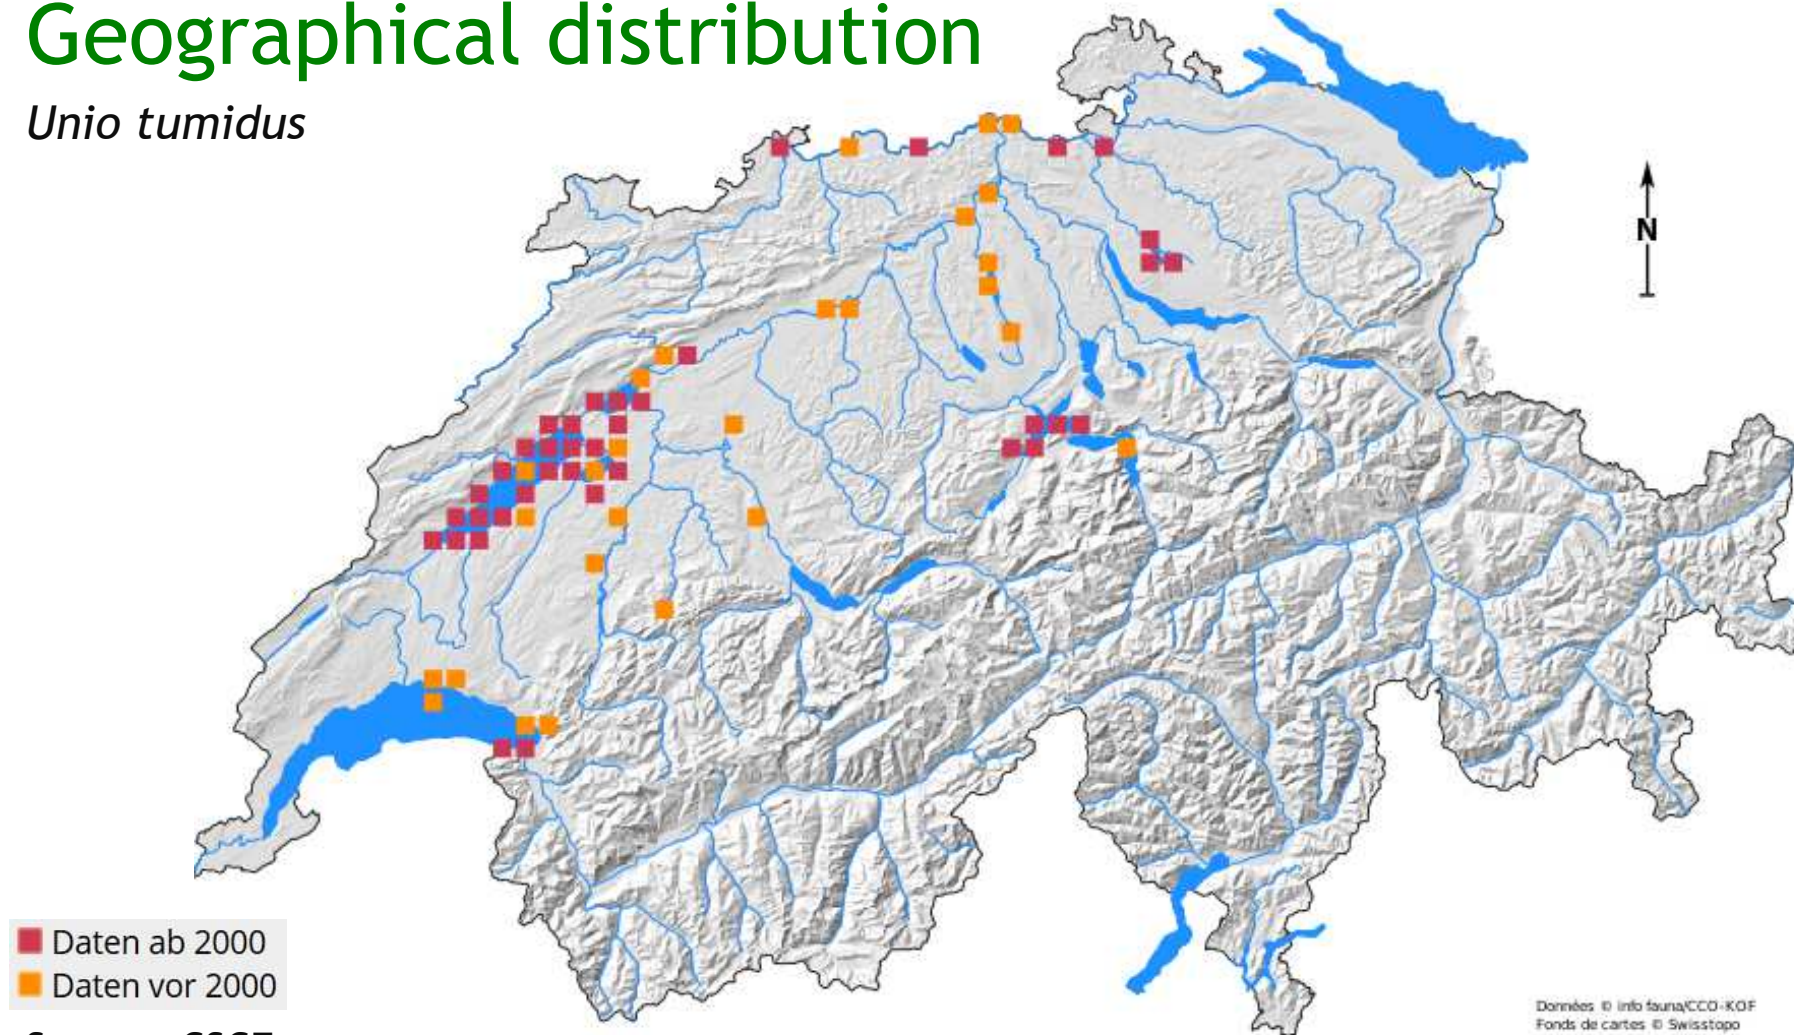 Geographical distribution
Unio tumidus
N
Daten ab 2000
Daten vor 2000
Données © info fauna/CCO-KOF
Fonds de cartes © Swisstopo